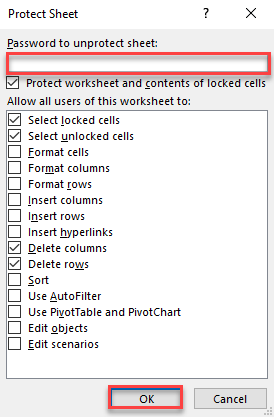 Protect Sheet
?
Password to unprotect sheet:
Protect worksheet and contents of locked cells
Allow all users of this worksheet to:
Select locked cells
Select unlocked cells
Format cells
Format columns
Format rows
Insert columns
Insert rows
Insert hyperlinks
Delete columns
Delete rows
Sort
Use AutoFilter
Use PivotTable and PivotChart
Edit objects
Edit scenarios
OK
Cancel